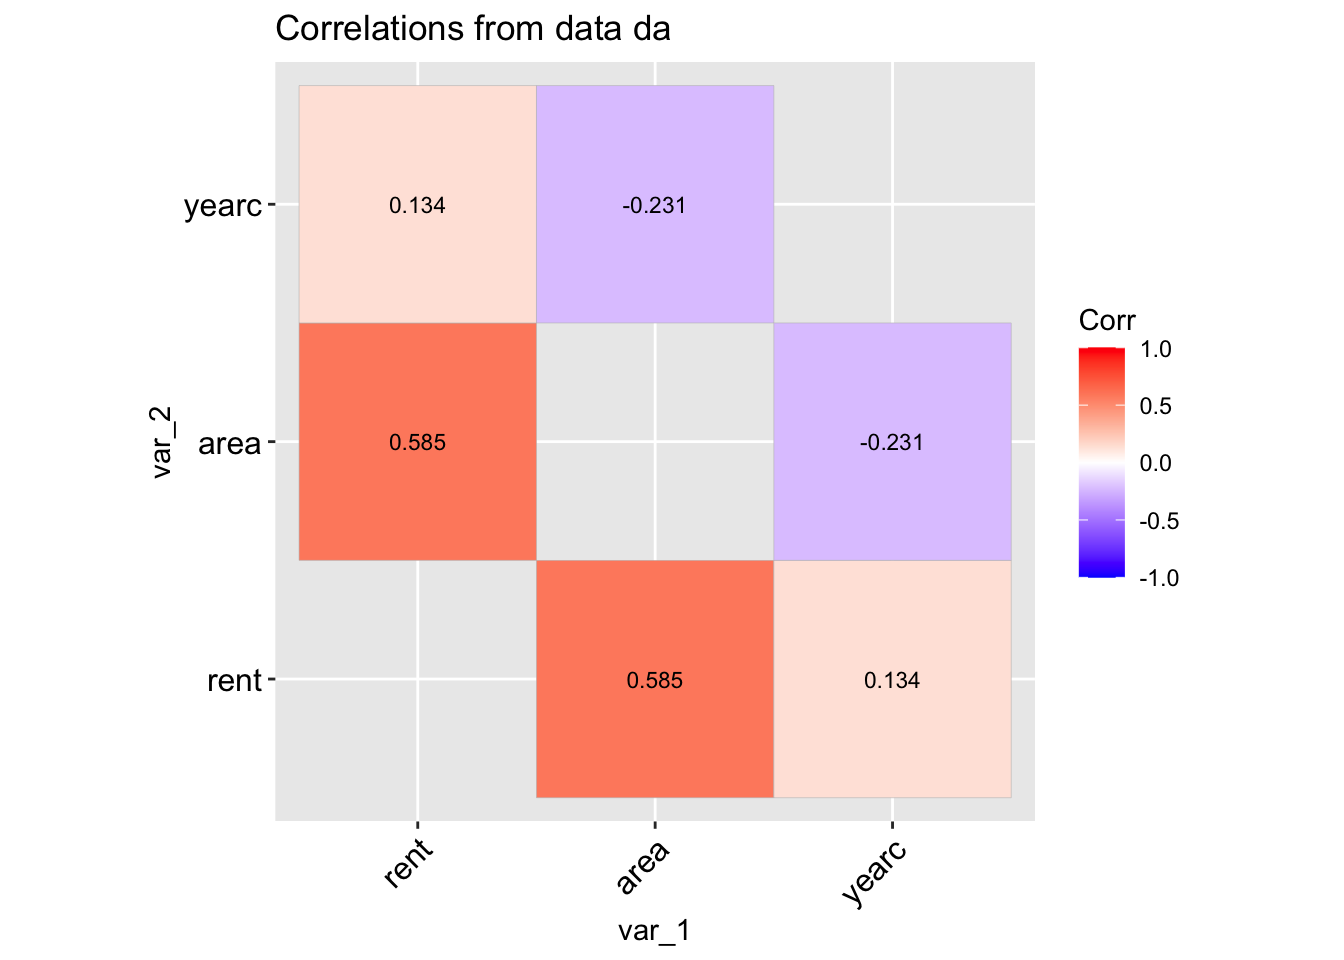 Correlations from data da
yearc
0.134
-0.231
area
0.585
-0.231
rent
0.585
0.134
var_2
rent
area
yearc
var_1
Corr
1.0
0.5
0.0
-0.5
-1.0